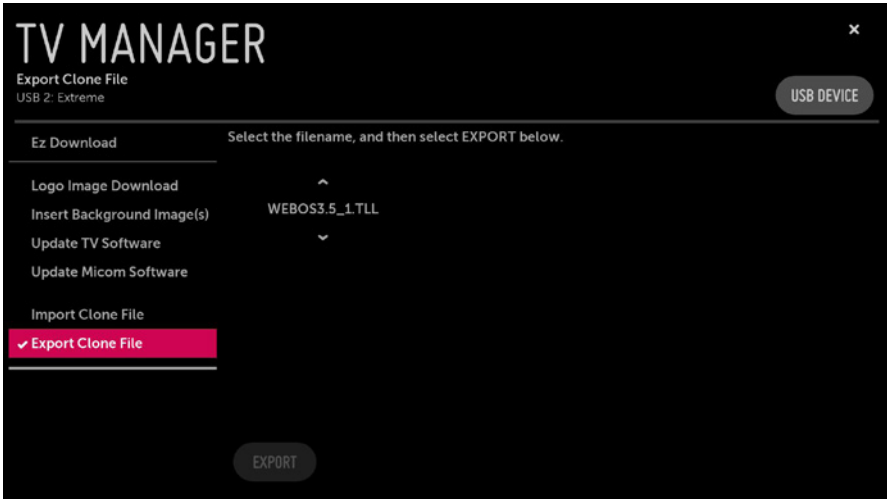 TV MANAGER
Export Clone File
USB 2: Extreme
USB DEVICE
Ez Download
Logo Image Download
Insert Background Image(s)
Update TV Software
Update Micom Software
Import Clone File
Export Clone File
Select the filename, and then select EXPORT below.
WEBOS3.5_1.TLL
EXPORT